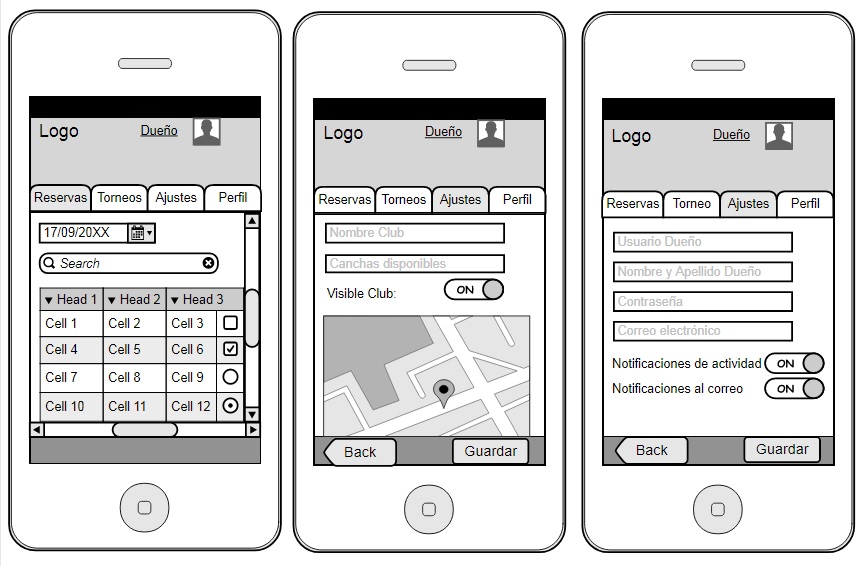 Logo
Dueño
Reservas Torneos Ajustes Perfil
17/09/20XX
Search
Head 1 Head 2 Head 3
Cell 1 Cell 2 Cell 3
Cell 4 Cell 5 Cell 6
Cell 7 Cell 8 Cell 9
Cell 10 Cell 11 Cell 12
Logo
Dueño
Reservas Torneos Ajustes Perfil
Nombre Club
Canchas disponibles
Visible Club: ON
Back Guardar
Logo
Dueño
Reservas Torneo Ajustes Perfil
Usuario Dueño
Nombre y Apellido Dueño
Contraseña
Correo electrónico
Notificaciones de actividad ON
Notificaciones al correo ON
Back Guardar